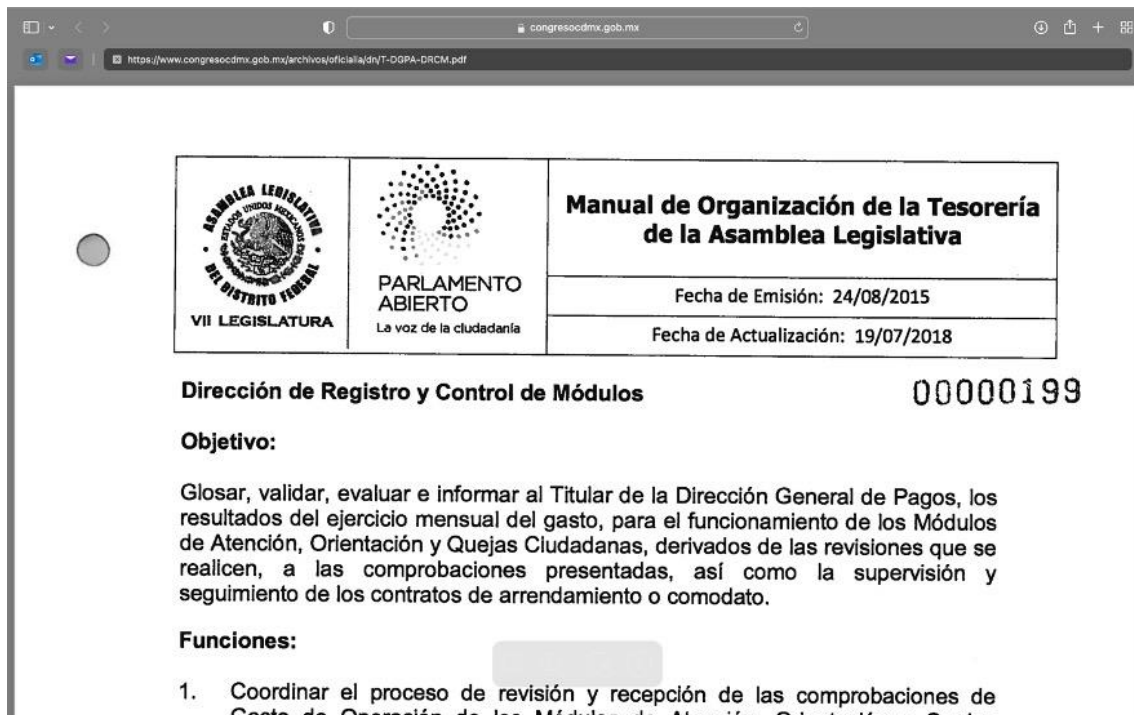 congresocdmx.gob.mx
https://www.congresocdmx.gob.mx/archivos/oficialia/dn/T-DGPA-DRCM.pdf
ASAMBLEA LEGISLATIVA
ESTADOS UNIDOS MEXICANOS
DEL DISTRITO FEDERAL
VII LEGISLATURA
PARLAMENTO
ABIERTO
La voz de la ciudadanía
Manual de Organización de la Tesorería
de la Asamblea Legislativa
Fecha de Emisión: 24/08/2015
Fecha de Actualización: 19/07/2018
Dirección de Registro y Control de Módulos
00000199
Objetivo:
Glosar, validar, evaluar e informar al Titular de la Dirección General de Pagos, los
resultados del ejercicio mensual del gasto, para el funcionamiento de los Módulos
de Atención, Orientación y Quejas Ciudadanas, derivados de las revisiones que se
realicen, a las comprobaciones presentadas, así como la supervisión y
seguimiento de los contratos de arrendamiento o comodato.
Funciones:
1. Coordinar el proceso de revisión y recepción de las comprobaciones de